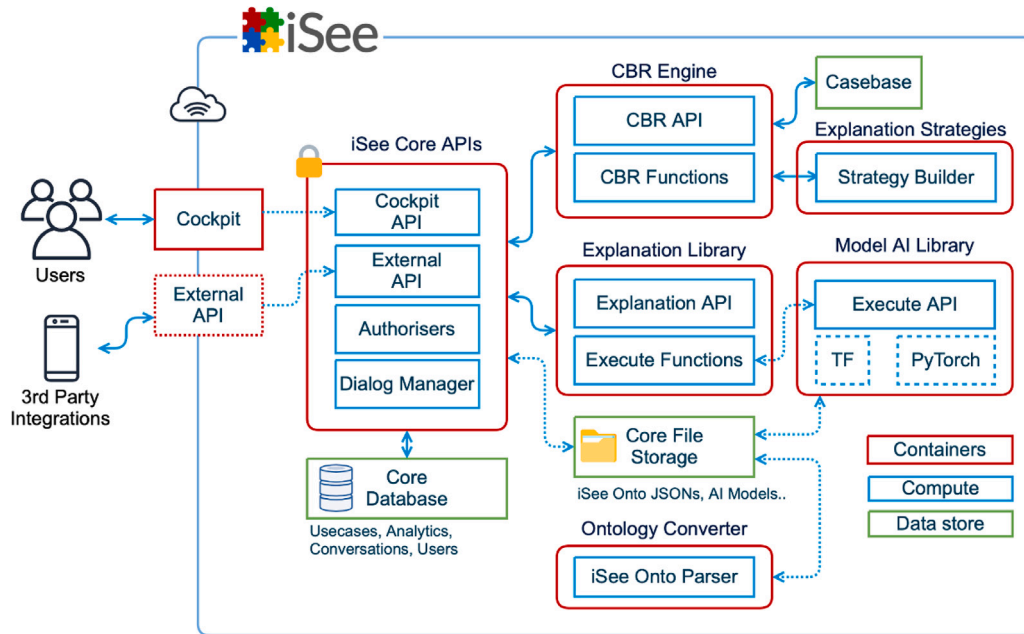 iSee
CBR Engine
CBR API
CBR Functions
Casebase
Explanation Strategies
Strategy Builder
iSee Core APIs
Cockpit
API
External
API
Authorisers
Dialog Manager
Users
Cockpit
External
API
3rd Party
Integrations
Explanation Library
Explanation API
Execute Functions
Model AI Library
Execute API
TF
PyTorch
Core File
Storage
iSee Onto JSONs, AI Models..
Core
Database
Usecases, Analytics,
Conversations, Users
Ontology Converter
iSee Onto Parser
Containers
Compute
Data store